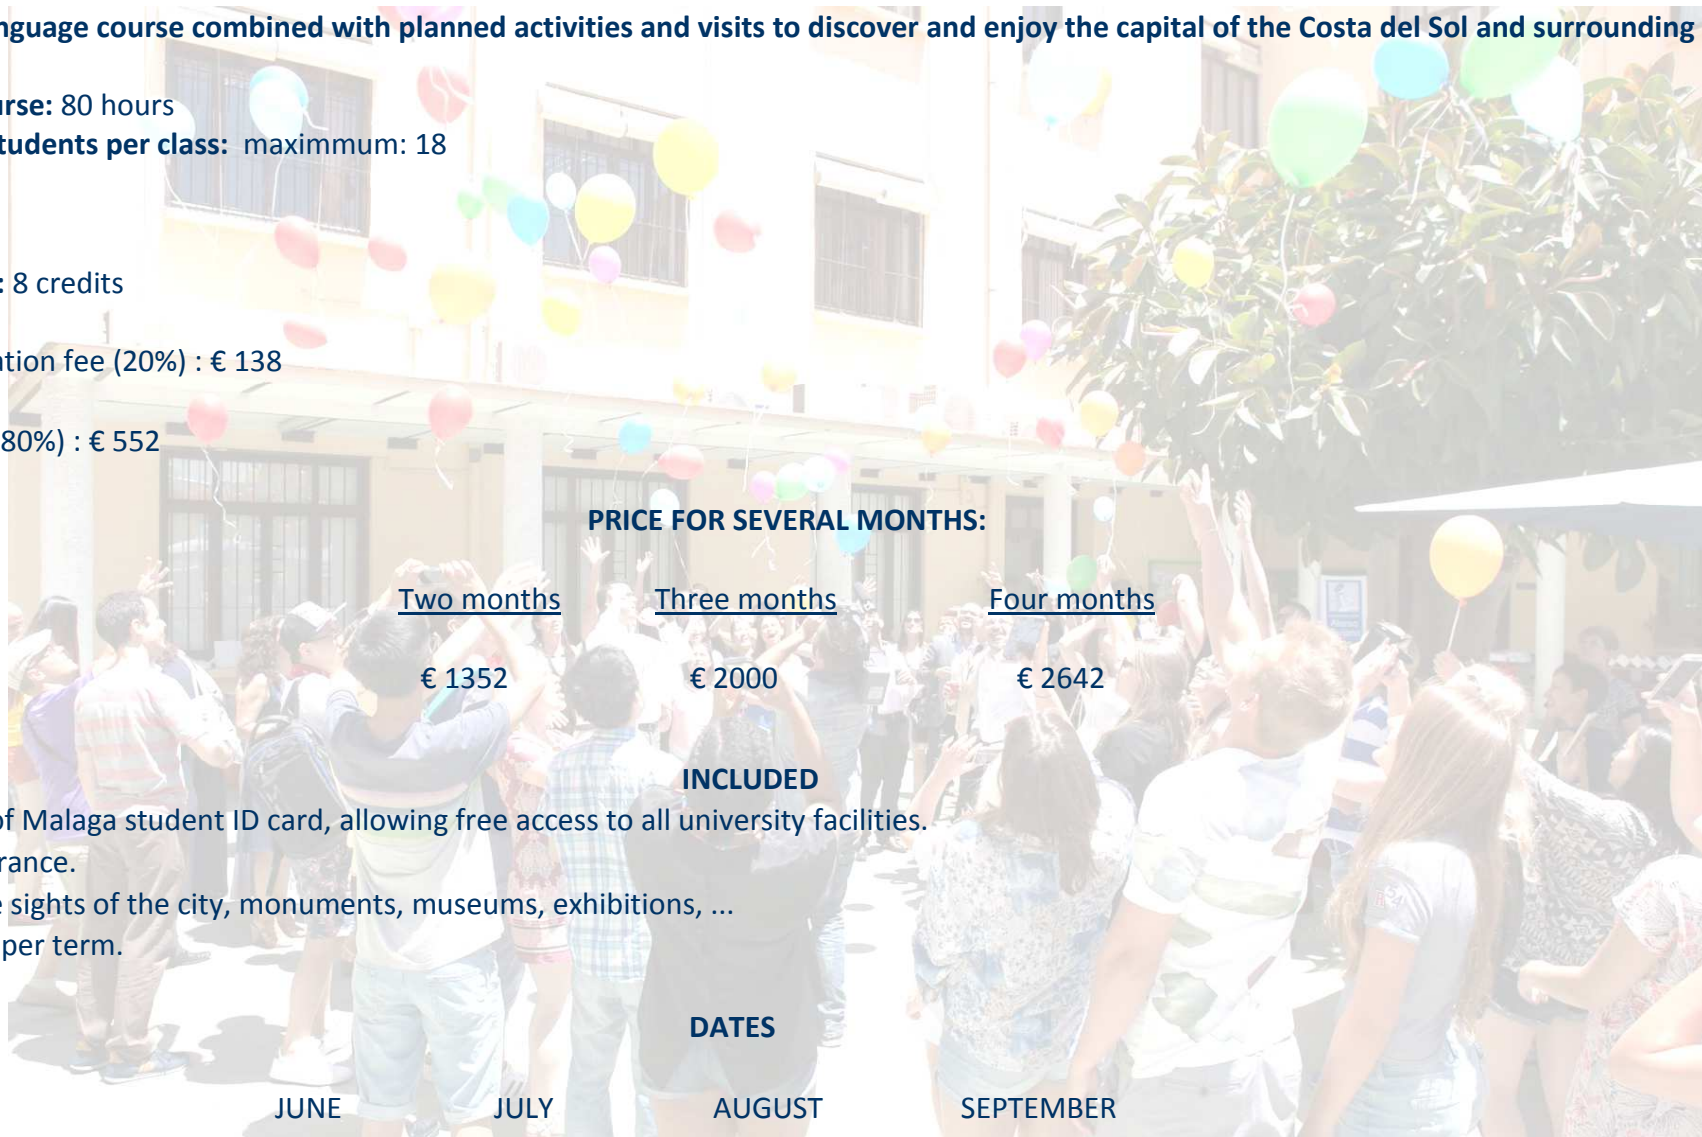 nguage course combined with planned activities and visits to discover and enjoy the capital of the Costa del Sol and surrounding
urse: 80 hours
tudents per class: maximmum: 18
: 8 credits
ation fee (20%) : € 138
80%) : € 552
PRICE FOR SEVERAL MONTHS:
Two months Three months Four months
€ 1352 € 2000 € 2642
INCLUDED
of Malaga student ID card, allowing free access to all university facilities.
rance.
e sights of the city, monuments, museums, exhibitions, ...
per term.
DATES
JUNE JULY AUGUST SEPTEMBER